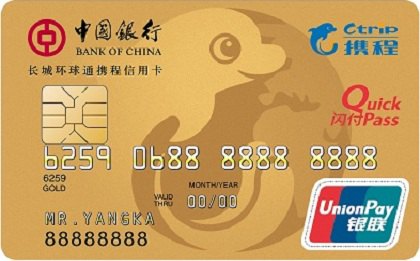 中国銀行
BANK OF CHINA
Ctrip
携程
长城环球通携程信用卡
Quick
闪付Pass
6259 0688 8888 8888
6259
GOLD
MONTH/YEAR
VALID
THRU
00/00
MR.YANGKA
88888888
UnionPay
银联